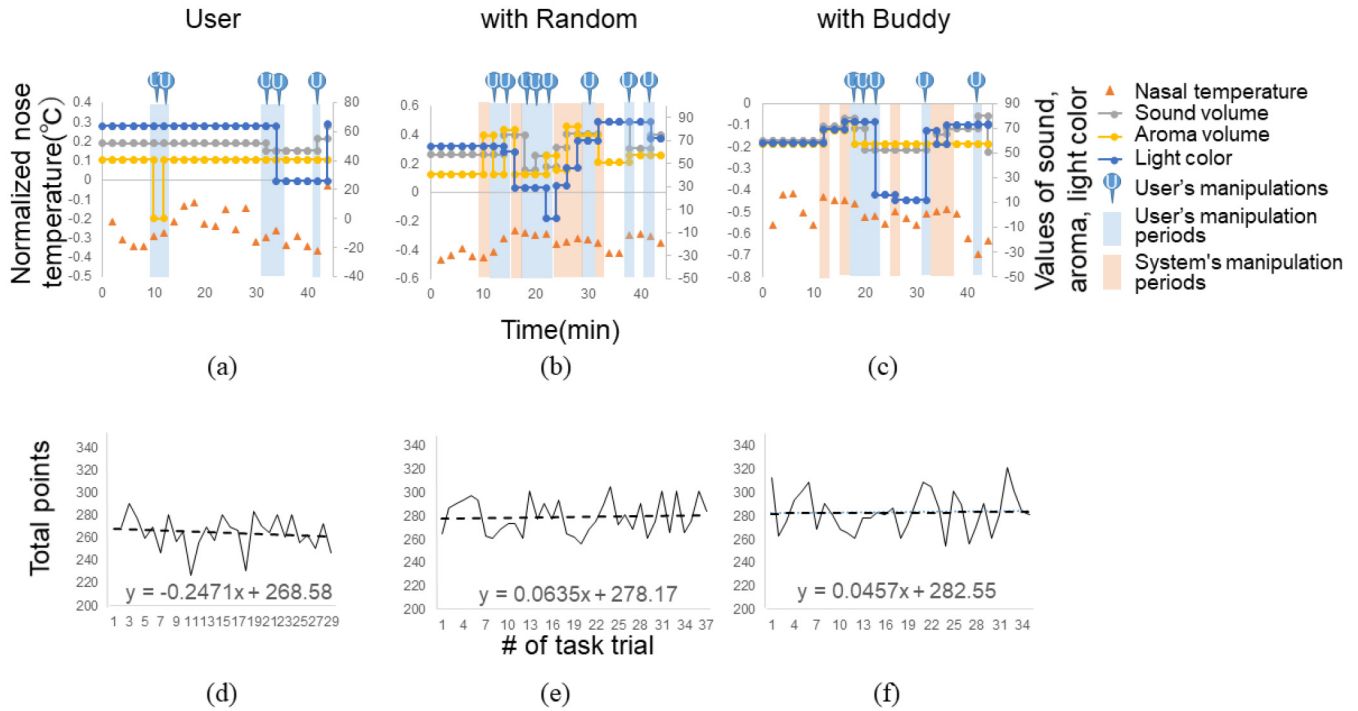 User
with Random
with Buddy
Normalized nose
temperature(°C)
0.4
0.3
0.2
0.1
0
-0.1
-0.2
-0.3
-0.4
-0.5
80
60
40
20
0
-20
-40
0 10 20 30 40
U U U U U
0.6
0.4
0.2
0
-0.2
-0.4
-0.6
90
70
50
30
10
-10
-30
-50
0 10 20 30 40
U U U U U U U U
0
-0.1
-0.2
-0.3
-0.4
-0.5
-0.6
-0.7
-0.8
90
70
50
30
10
-10
-30
-50
0 10 20 30 40
U U U U U
Values of sound,
aroma, light color
Nasal temperature
Sound volume
Aroma volume
Light color
U
User's manipulations
User's manipulation
periods
System's manipulation
periods
Time(min)
(a)
(b)
(c)
Total points
340
320
300
280
260
240
220
200
y = -0.2471x + 268.58
1 3 5 7 9 11 13 15 17 19 21 23 25 27 29
340
320
300
280
260
240
220
200
y = 0.0635x + 278.17
1 4 7 10 13 16 19 22 25 28 31 34 37
340
320
300
280
260
240
220
200
y = 0.0457x + 282.55
1 4 7 10 13 16 19 22 25 28 31 34
# of task trial
(d)
(e)
(f)